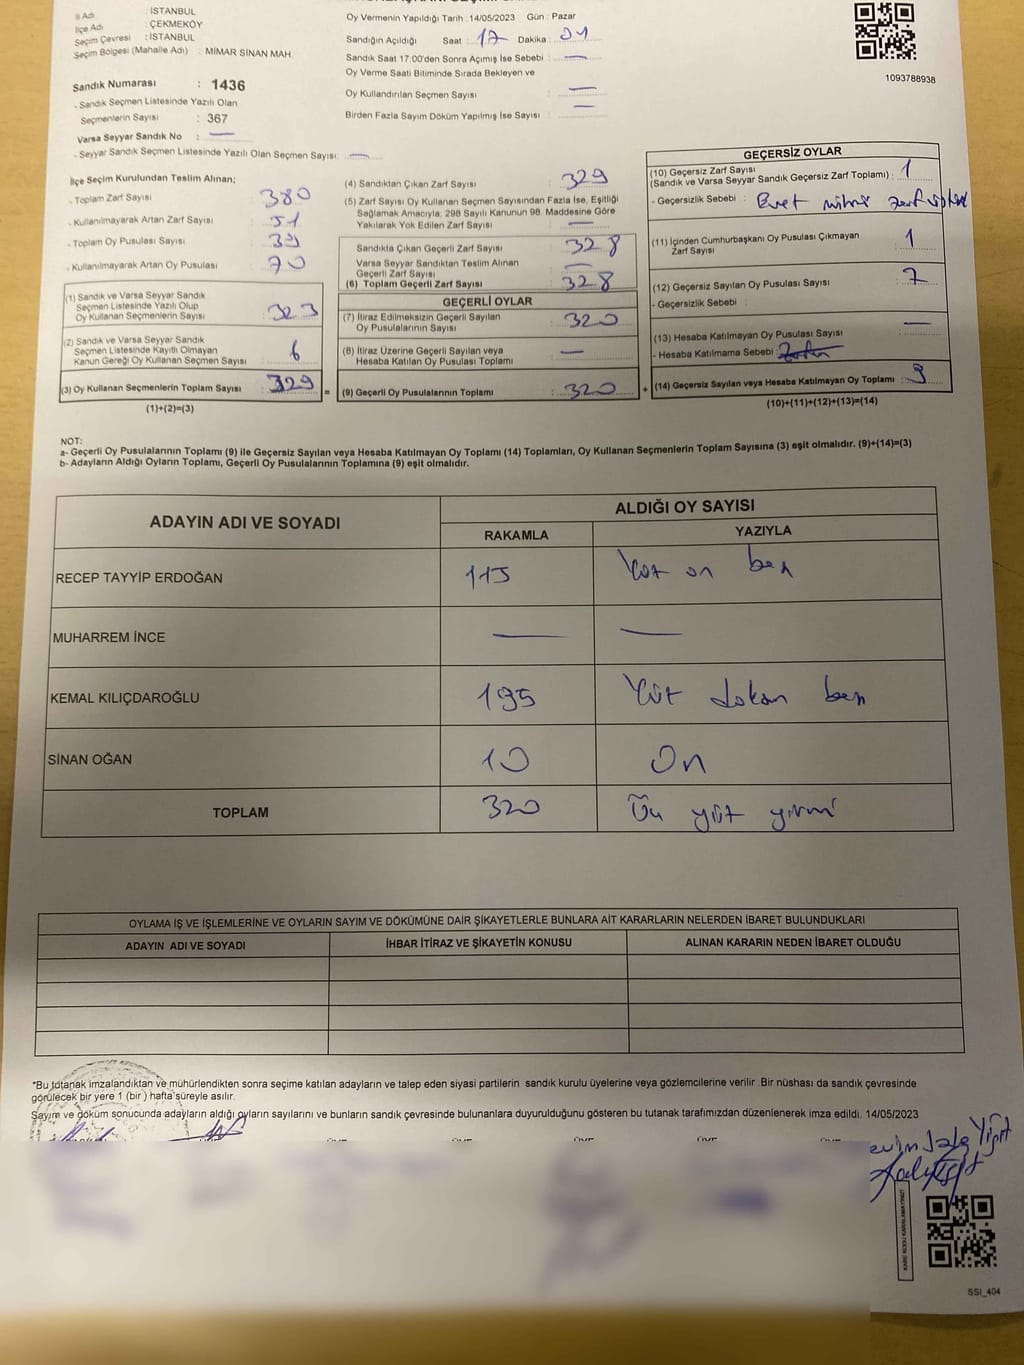 İli Adı : İSTANBUL
İlçe Adı : ÇEKMEKÖY
Seçim Çevresi : İSTANBUL
Seçim Bölgesi (Mahalle Adı) : MİMAR SİNAN MAH.
Sandık Numarası : 1436
- Sandık Seçmen Listesinde Yazılı Olan
Seçmenlerin Sayısı : 367
Varsa Seyyar Sandık No : —
- Seyyar Sandık Seçmen Listesinde Yazılı Olan Seçmen Sayısı: —
Oy Vermenin Yapıldığı Tarih : 14/05/2023 Gün : Pazar
Sandığın Açıldığı Saat : 17 Dakika : 01
Sandık Saat 17:00'den Sonra Açımış İse Sebebi : —
Oy Verme Saati Bitiminde Sırada Bekleyen ve
Oy Kullandırılan Seçmen Sayısı : —
Birden Fazla Sayım Döküm Yapılmış İse Sayısı : —
1093788938
İlçe Seçim Kurulundan Teslim Alınan;
- Toplam Zarf Sayısı : 380
- Kullanılmayarak Artan Zarf Sayısı : 51
- Toplam Oy Pusulası Sayısı :
- Kullanılmayarak Artan Oy Pusulası : 70
(1) Sandık ve Varsa Seyyar Sandık
Seçmen Listesinde Yazılı Olup
Oy Kullanan Seçmenlerin Sayısı : 323
(2) Sandık ve Varsa Seyyar Sandık
Seçmen Listesinde Kayıtlı Olmayan
Kanun Gereği Oy Kullanan Seçmen Sayısı : 6
(3) Oy Kullanan Seçmenlerin Toplam Sayısı : 329
(1)+(2)=(3)
(4) Sandıktan Çıkan Zarf Sayısı : 329
(5) Zarf Sayısı Oy Kullanan Seçmen Sayısından Fazla İse, Eşitliği
Sağlamak Amacıyla, 298 Sayılı Kanunun 98. Maddesine Göre
Yakılarak Yok Edilen Zarf Sayısı : —
Sandıkta Çıkan Geçerli Zarf Sayısı : 328
Varsa Seyyar Sandıktan Teslim Alınan
Geçerli Zarf Sayısı : —
(6) Toplam Geçerli Zarf Sayısı : 328
GEÇERLİ OYLAR
(7) İtiraz Edilmeksizin Geçerli Sayılan
Oy Pusulalarının Sayısı : 320
(8) İtiraz Üzerine Geçerli Sayılan veya
Hesaba Katılan Oy Pusulası Toplamı : —
= (9) Geçerli Oy Pusulalarının Toplamı : 320
GEÇERSİZ OYLAR
(10) Geçersiz Zarf Sayısı
(Sandık ve Varsa Seyyar Sandık Geçersiz Zarf Toplamı) : 1
- Geçersizlik Sebebi : Evet mührü zarf
(11) İçinden Cumhurbaşkanı Oy Pusulası Çıkmayan
Zarf Sayısı : 1
(12) Geçersiz Sayılan Oy Pusulası Sayısı : 7
- Geçersizlik Sebebi :
(13) Hesaba Katılmayan Oy Pusulası Sayısı : —
- Hesaba Katılmama Sebebi :
+ (14) Geçersiz Sayılan veya Hesaba Katılmayan Oy Toplamı : 9
(10)+(11)+(12)+(13)=(14)
NOT:
a- Geçerli Oy Pusulalarının Toplamı (9) ile Geçersiz Sayılan veya Hesaba Katılmayan Oy Toplamı (14) Toplamları, Oy Kullanan Seçmenlerin Toplam Sayısına (3) eşit olmalıdır. (9)+(14)=(3)
b- Adayların Aldığı Oyların Toplamı, Geçerli Oy Pusulalarının Toplamına (9) eşit olmalıdır.
ADAYIN ADI VE SOYADI ALDIĞI OY SAYISI
RAKAMLA YAZIYLA
RECEP TAYYİP ERDOĞAN 115 Yüz on beş
MUHARREM İNCE — —
KEMAL KILIÇDAROĞLU 195 Yüz doksan beş
SİNAN OĞAN 10 On
TOPLAM 320 Üç yüz yirmi
OYLAMA İŞ VE İŞLEMLERİNE VE OYLARIN SAYIM VE DÖKÜMÜNE DAİR ŞİKAYETLERLE BUNLARA AİT KARARLARIN NELERDEN İBARET BULUNDUKLARI
ADAYIN ADI VE SOYADI İHBAR İTİRAZ VE ŞİKAYETİN KONUSU ALINAN KARARIN NEDEN İBARET OLDUĞU
*Bu tutanak imzalandıktan ve mühürlendikten sonra seçime katılan adayların ve talep eden siyasi partilerin sandık kurulu üyelerine veya gözlemcilerine verilir .Bir nüshası da sandık çevresinde
görülecek bir yere 1 (bir) hafta süreyle asılır.
Sayım ve döküm sonucunda adayların aldığı oyların sayılarını ve bunların sandık çevresinde bulunanlara duyurulduğunu gösteren bu tutanak tarafımızdan düzenlenerek imza edildi. 14/05/2023
KARE KODU KARALAMAYINIZ!
SSI_404